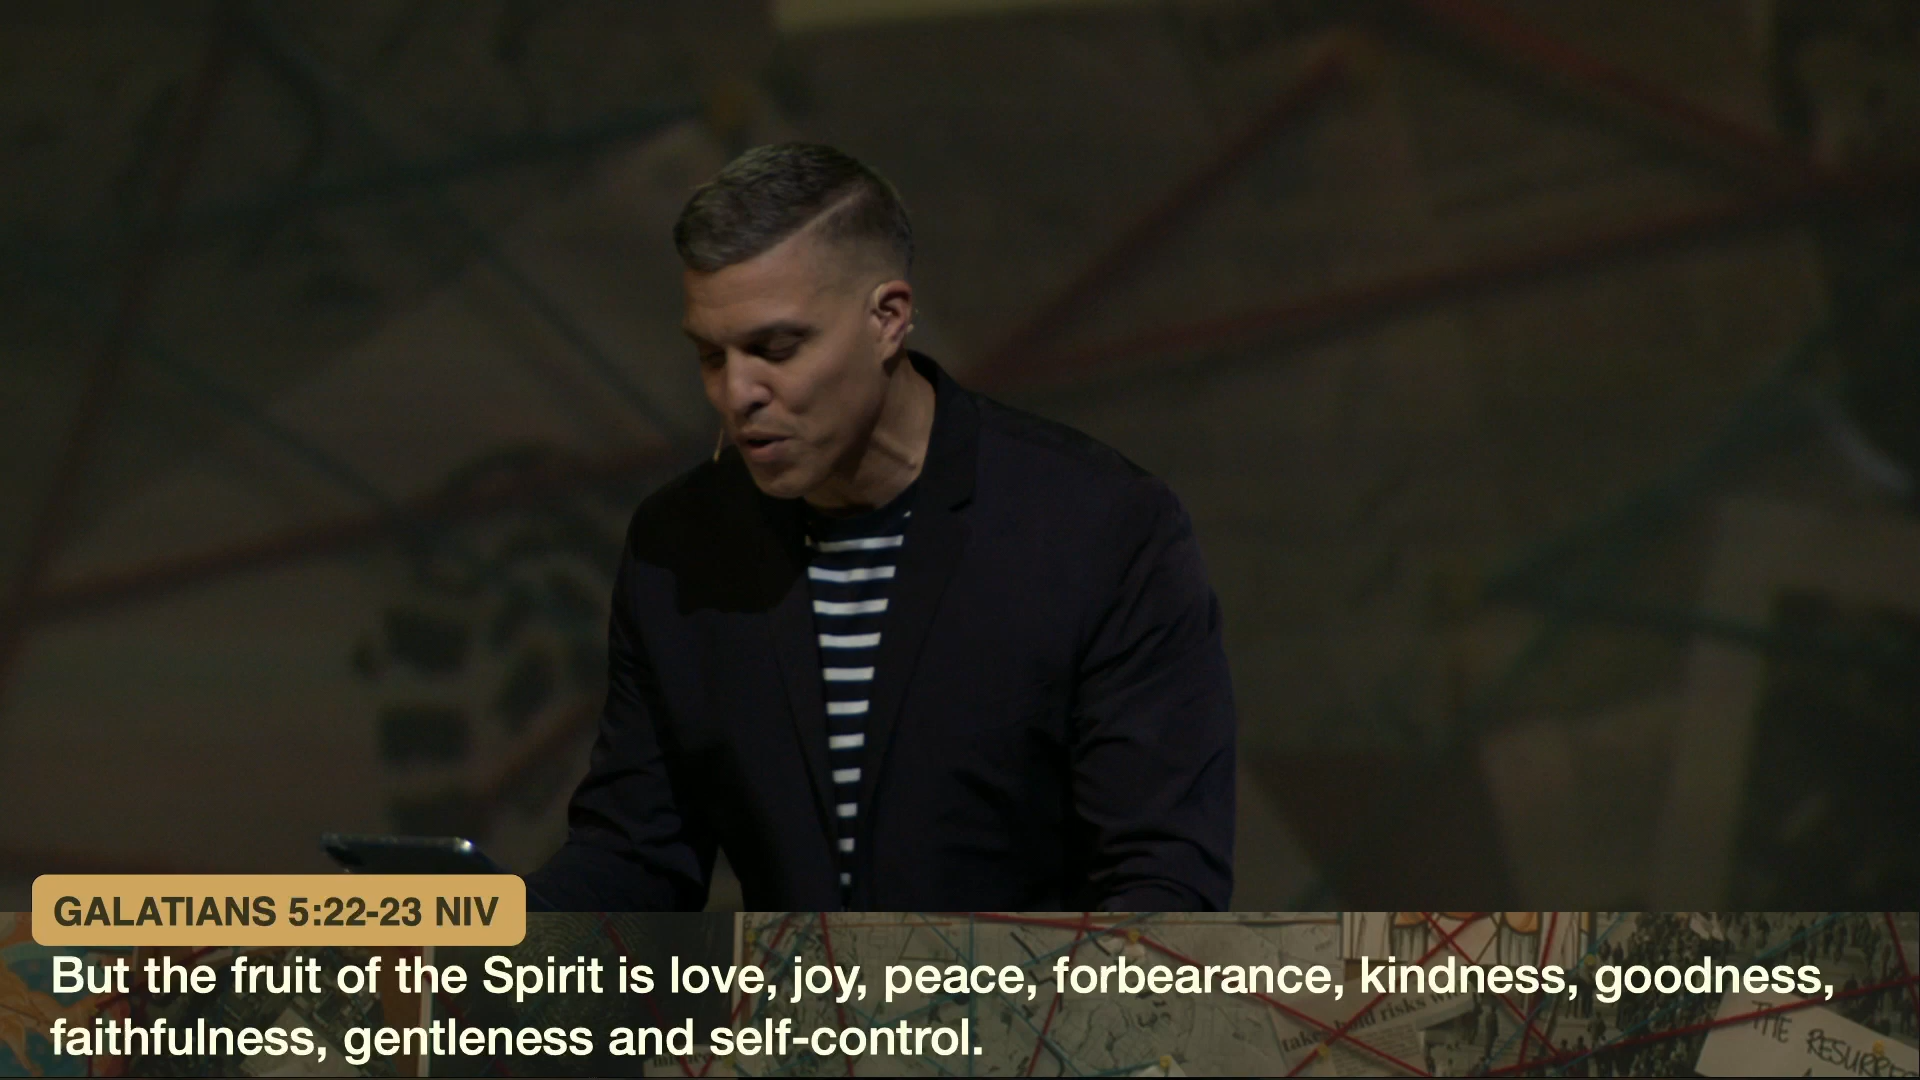 GALATIANS 5:22-23 NIV
But the fruit of the Spirit is love, joy, peace, forbearance, kindness, goodness,
faithfulness, gentleness and self-control.
THE